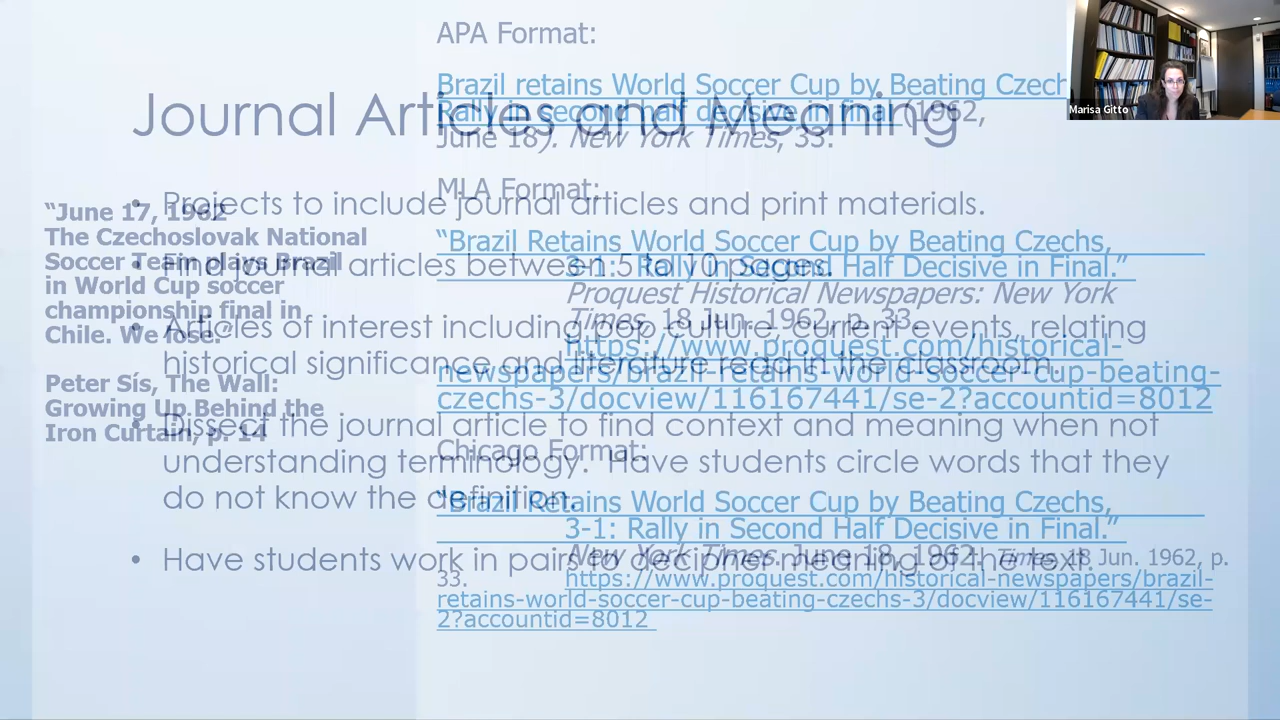 Journal Articles and Meaning
• Projects to include journal articles and print materials.
• Find Journal articles between 5 to 10 pages.
• Articles of interest including pop culture, current events, relating
historical significance and literature read in the classroom.
• Dissect the journal article to find context and meaning when not
understanding terminology. Have students circle words that they
do not know the definition.
• Have students work in pairs to decipher meaning of the text.
“June 17, 1962
The Czechoslovak National
Soccer Team plays Brazil
in World Cup soccer
championship final in
Chile. We lose.”
Peter Sís, The Wall:
Growing Up Behind the
Iron Curtain, p. 14
APA Format:
Brazil retains World Soccer Cup by Beating Czech
Rally in second half decisive in final (1962,
June 18). New York Times, 33.
MLA Format:
“Brazil Retains World Soccer Cup by Beating Czechs,
3-1: Rally in Second Half Decisive in Final.”
Proquest Historical Newspapers: New York
Times, 18 Jun. 1962, p. 33.
https://www.proquest.com/historical-
newspapers/brazil-retains-world-soccer-cup-beating-
czechs-3/docview/116167441/se-2?accountid=8012
Chicago Format:
“Brazil Retains World Soccer Cup by Beating Czechs,
3-1: Rally in Second Half Decisive in Final.”
New York Times. June 18, 1962. Times, 18 Jun. 1962, p.
33. https://www.proquest.com/historical-newspapers/brazil-
retains-world-soccer-cup-beating-czechs-3/docview/116167441/se-
2?accountid=8012
Marisa Gitto